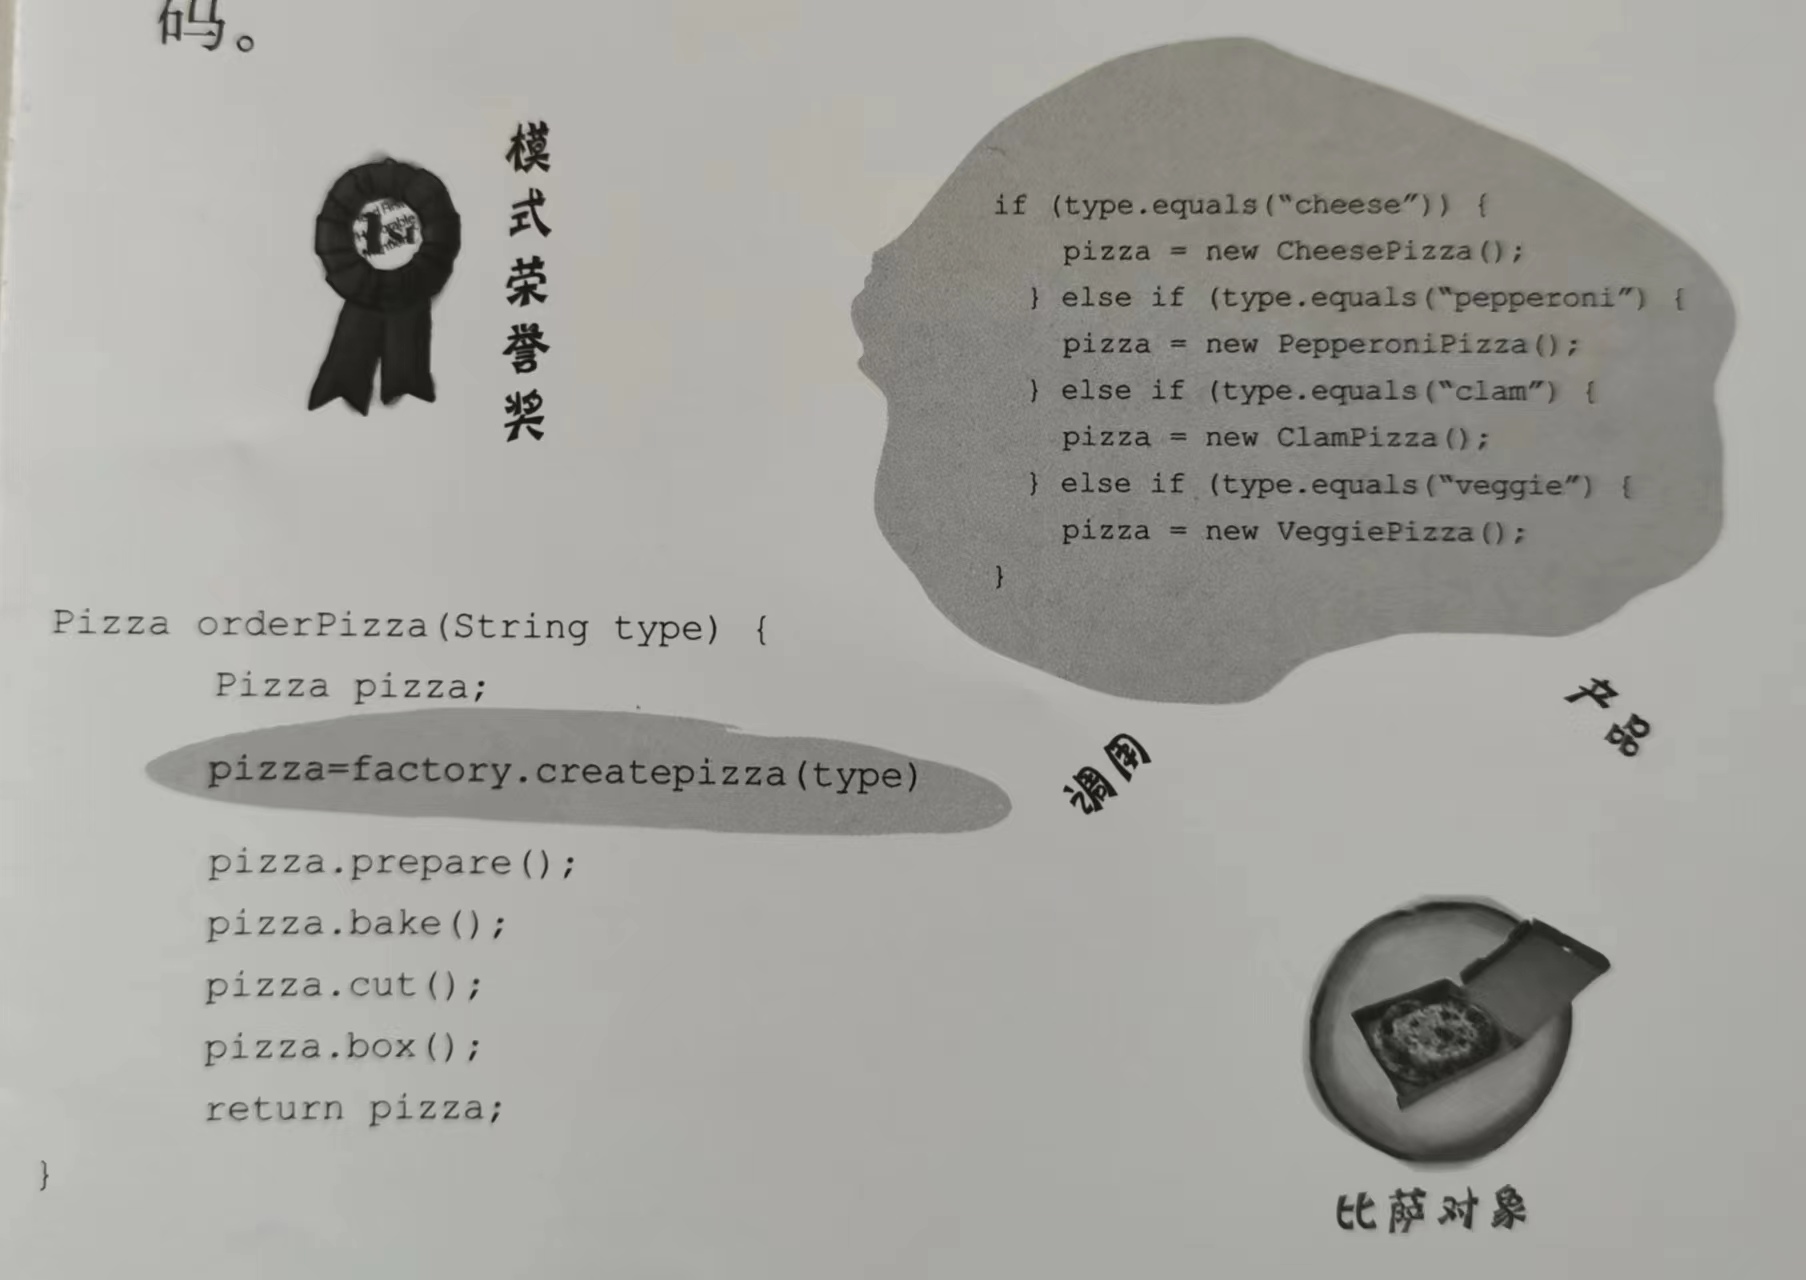 码。
模式荣誉奖
1st
if (type.equals(“cheese”)) {
pizza = new CheesePizza();
} else if (type.equals(“pepperoni”) {
pizza = new PepperoniPizza();
} else if (type.equals(“clam”) {
pizza = new ClamPizza();
} else if (type.equals(“veggie”) {
pizza = new VeggiePizza();
}
Pizza orderPizza(String type) {
Pizza pizza;
pizza=factory.createpizza(type)
pizza.prepare();
pizza.bake();
pizza.cut();
pizza.box();
return pizza;
}
调用
产品
比萨对象